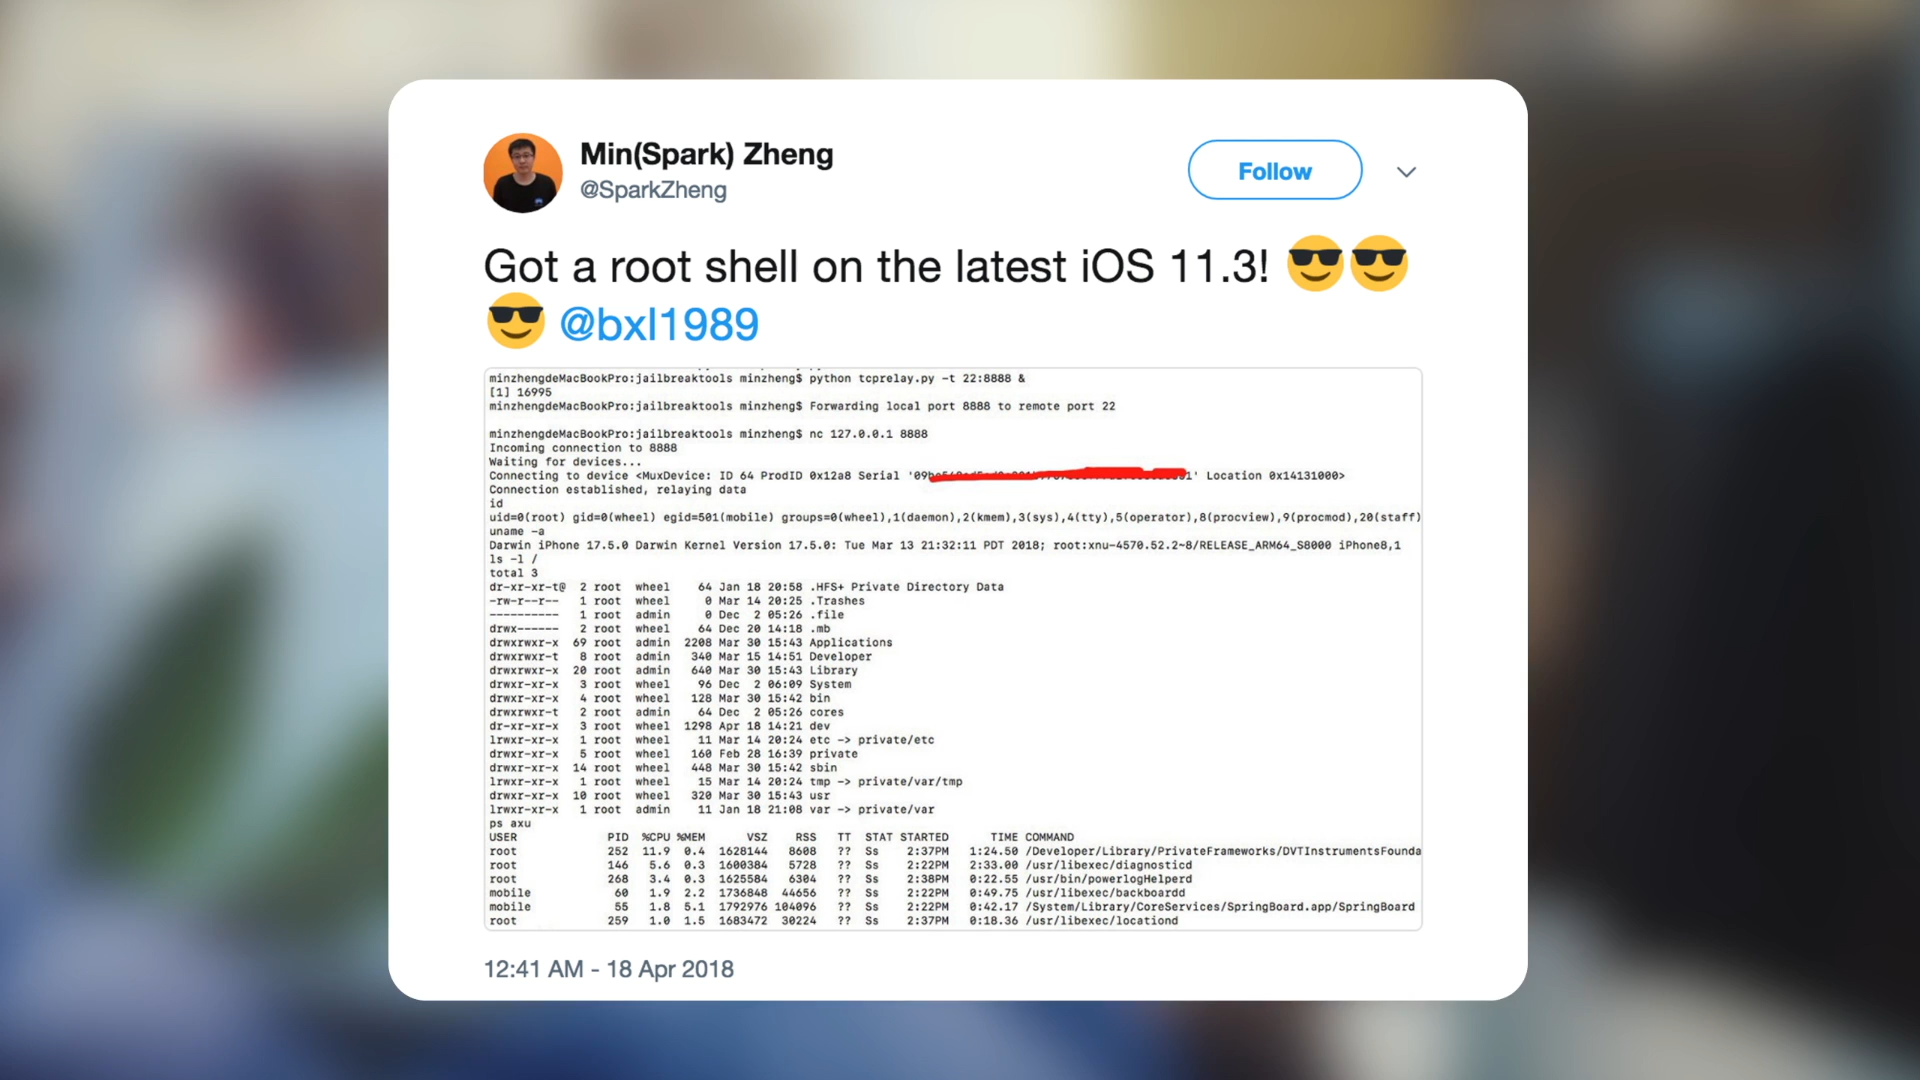 Min(Spark) Zheng
@SparkZheng
Follow
Got a root shell on the latest iOS 11.3! 😎😎
😎 @bxl1989
minzhengdeMacBookPro:jailbreaktools minzheng$ python tcprelay.py -t 22:8888 &
[1] 16995
minzhengdeMacBookPro:jailbreaktools minzheng$ Forwarding local port 8888 to remote port 22
minzhengdeMacBookPro:jailbreaktools minzheng$ nc 127.0.0.1 8888
Incoming connection to 8888
Waiting for devices...
Connecting to device <MuxDevice: ID 64 ProdID 0x12a8 Serial ' ' Location 0x14131000>
Connection established, relaying data
id
uid=0(root) gid=0(wheel) egid=501(mobile) groups=0(wheel),1(daemon),2(kmem),3(sys),4(tty),5(operator),8(procview),9(procmod),20(staff)
uname -a
Darwin iPhone 17.5.0 Darwin Kernel Version 17.5.0: Tue Mar 13 21:32:11 PDT 2018; root:xnu-4570.52.2~8/RELEASE_ARM64_S8000 iPhone8,1
ls -l /
total 3
dr-xr-xr-t@ 2 root wheel 64 Jan 18 20:58 .HFS+ Private Directory Data
-rw-r--r-- 1 root wheel 0 Mar 14 20:25 .Trashes
---------- 1 root admin 0 Dec 2 05:26 .file
drwx------ 2 root wheel 64 Dec 20 14:18 .mb
drwxrwxr-x 69 root admin 2208 Mar 30 15:43 Applications
drwxrwxr-t 8 root admin 340 Mar 15 14:51 Developer
drwxrwxr-x 20 root admin 640 Mar 30 15:43 Library
drwxr-xr-x 3 root wheel 96 Dec 2 06:09 System
drwxr-xr-x 4 root wheel 128 Mar 30 15:42 bin
drwxrwxr-t 2 root admin 64 Dec 2 05:26 cores
dr-xr-xr-x 3 root wheel 1298 Apr 18 14:21 dev
lrwxr-xr-x 1 root wheel 11 Mar 14 20:24 etc -> private/etc
drwxr-xr-x 5 root wheel 160 Feb 28 16:39 private
drwxr-xr-x 14 root wheel 448 Mar 30 15:42 sbin
lrwxr-xr-x 1 root wheel 15 Mar 14 20:24 tmp -> private/var/tmp
drwxr-xr-x 10 root wheel 320 Mar 30 15:43 usr
lrwxr-xr-x 1 root admin 11 Jan 18 21:08 var -> private/var
ps axu
USER PID %CPU %MEM VSZ RSS TT STAT STARTED TIME COMMAND
root 252 11.9 0.4 1628144 8608 ?? Ss 2:37PM 1:24.50 /Developer/Library/PrivateFrameworks/DVTInstrumentsFounda
root 146 5.6 0.3 1600384 5728 ?? Ss 2:22PM 2:33.00 /usr/libexec/diagnosticd
root 268 3.4 0.3 1625584 6304 ?? Ss 2:38PM 0:22.55 /usr/bin/powerlogHelperd
mobile 60 1.9 2.2 1736848 44656 ?? Ss 2:22PM 0:49.75 /usr/libexec/backboardd
mobile 55 1.8 5.1 1792976 104096 ?? Ss 2:22PM 0:42.17 /System/Library/CoreServices/SpringBoard.app/SpringBoard
root 259 1.0 1.5 1683472 30224 ?? Ss 2:37PM 0:18.36 /usr/libexec/locationd
12:41 AM - 18 Apr 2018